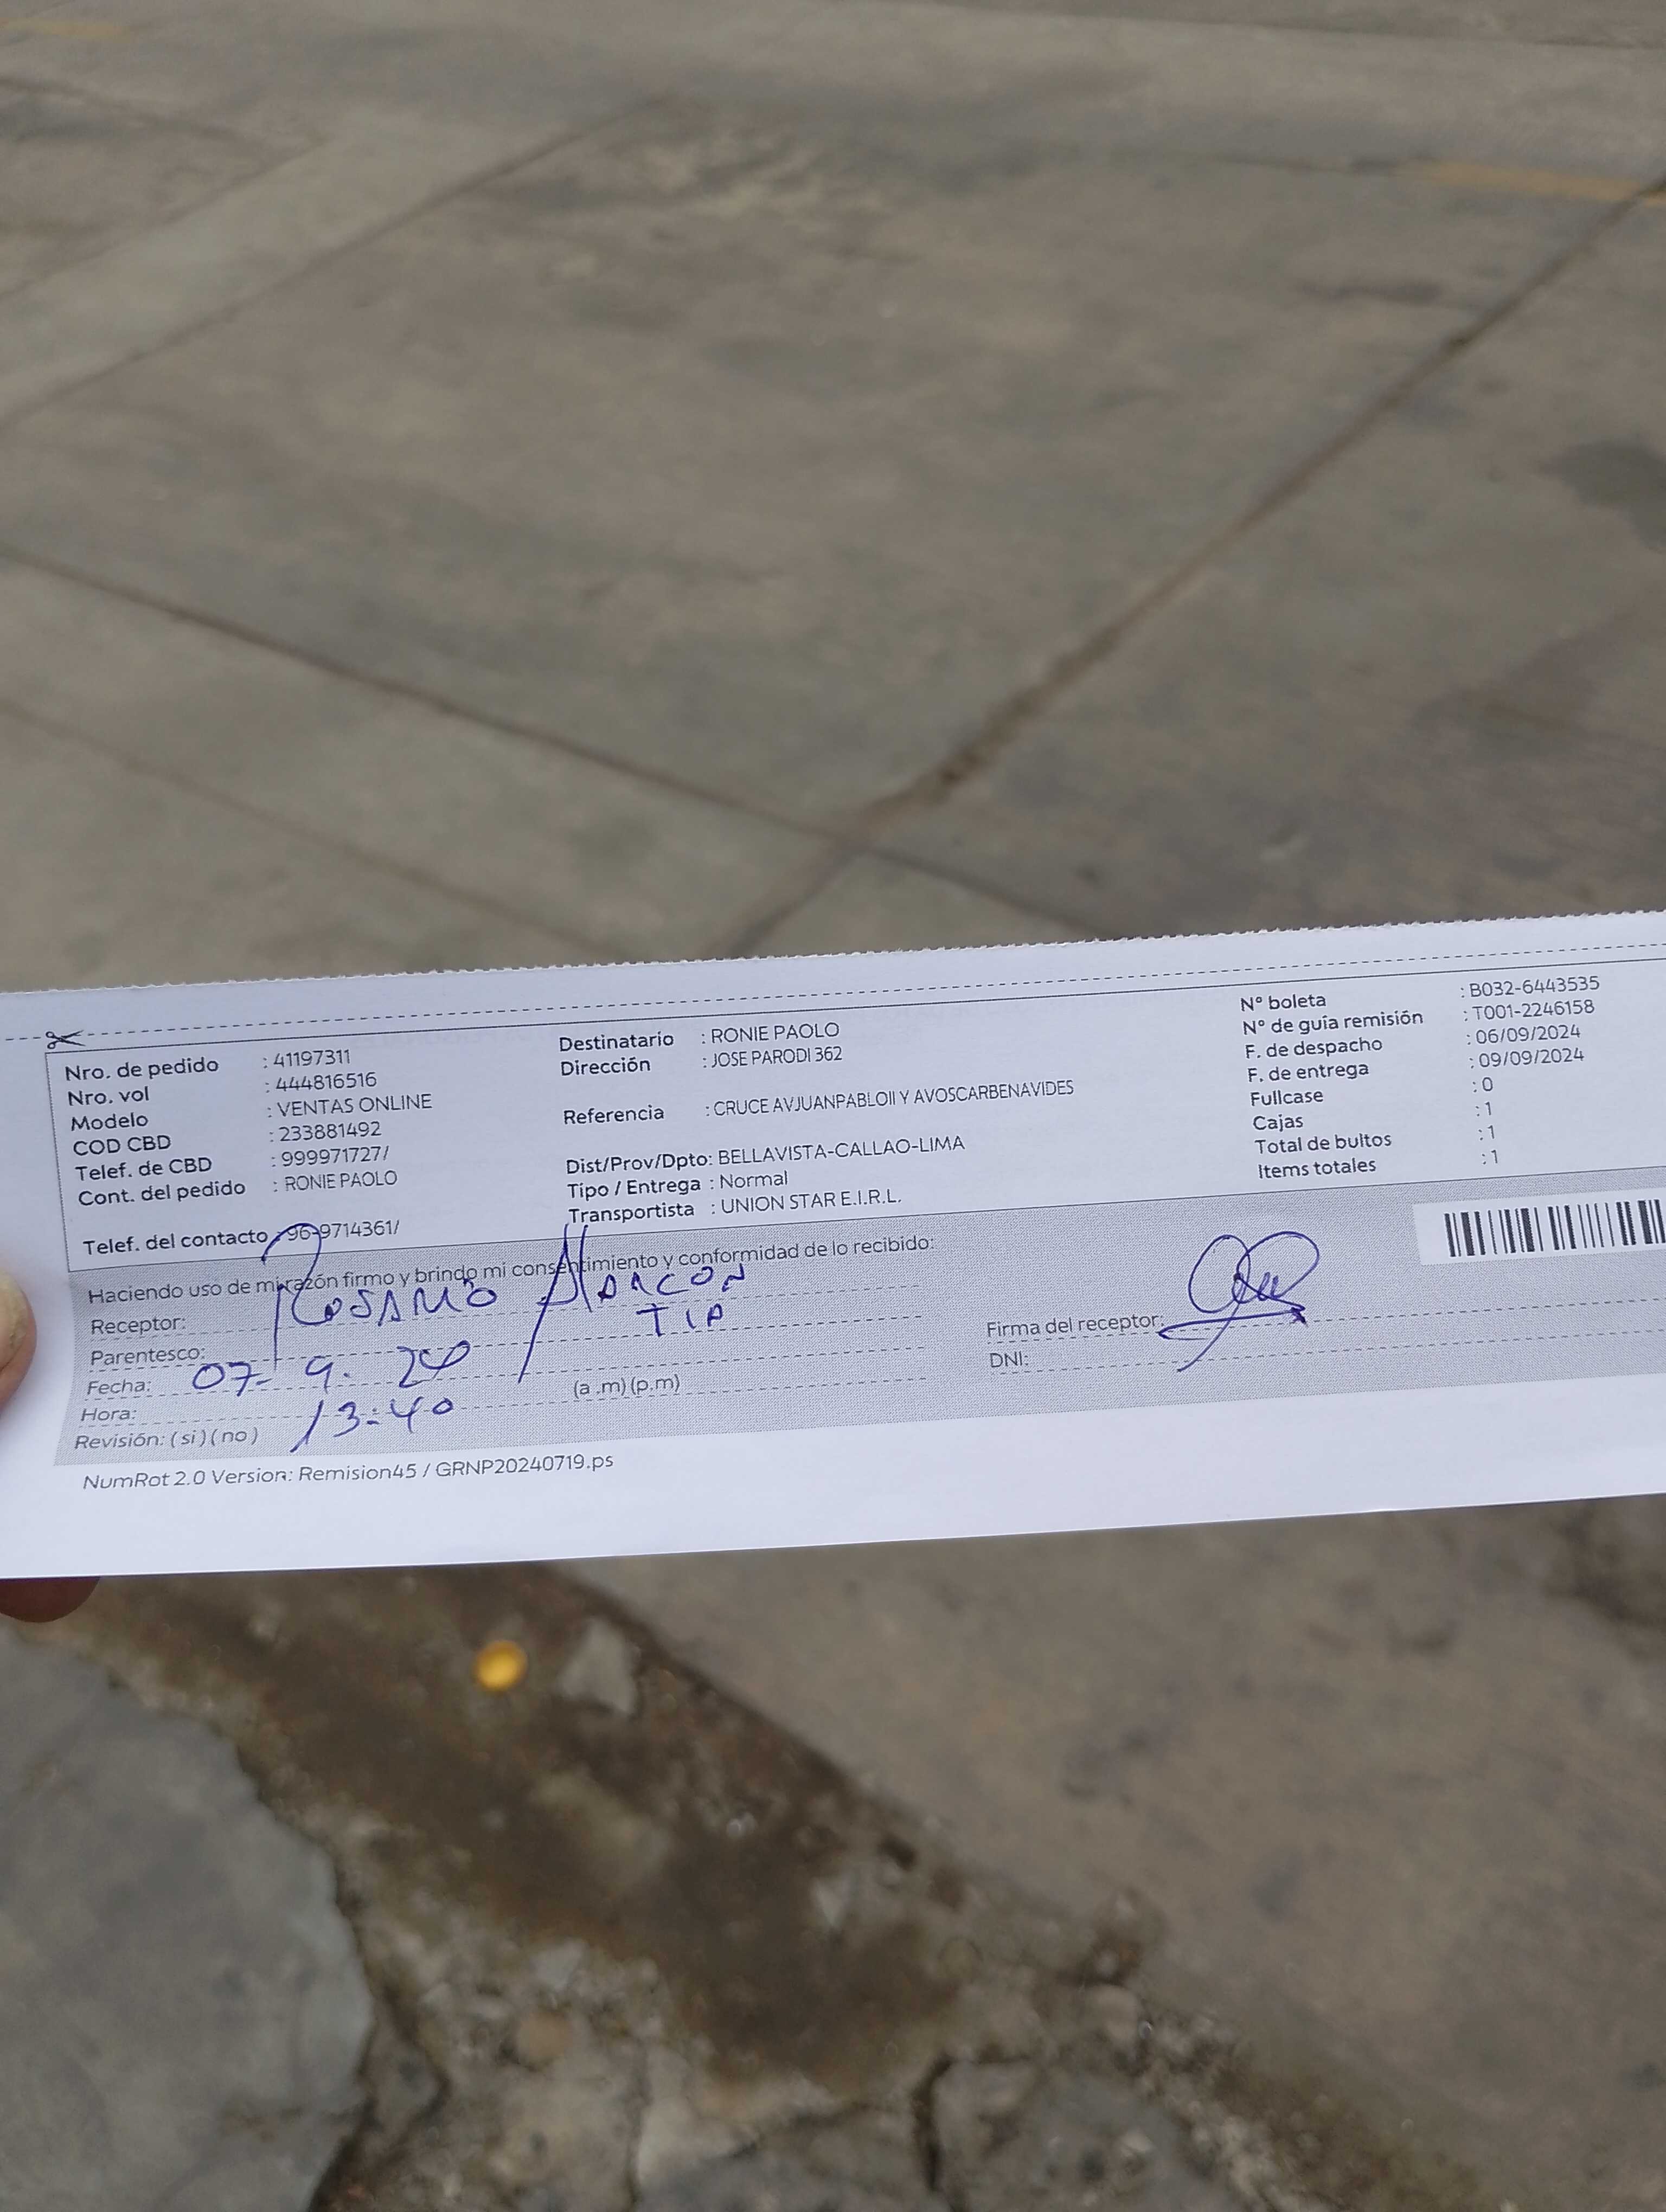 Nro. de pedido : 41197311
Nro. vol : 444816516
Modelo : VENTAS ONLINE
COD CBD : 233881492
Telef. de CBD : 999971727/
Cont. del pedido : RONIE PAOLO
Telef. del contacto : 96-9714361/
Destinatario : RONIE PAOLO
Dirección : JOSE PARODI 362
Referencia : CRUCE AVJUANPABLOII Y AVOSCARBENAVIDES
Dist/Prov/Dpto: BELLAVISTA-CALLAO-LIMA
Tipo / Entrega : Normal
Transportista : UNION STAR E.I.R.L.
N° boleta : B032-6443535
N° de guía remisión : T001-2246158
F. de despacho : 06/09/2024
F. de entrega : 09/09/2024
Fullcase : 0
Cajas : 1
Total de bultos : 1
Items totales : 1
Haciendo uso de mi razón firmo y brindo mi consentimiento y conformidad de lo recibido:
Receptor: Alarcon
Parentesco: TIA
Fecha: 07-9.
Hora: 13:40 (a .m) (p.m)
Revisión: ( si ) ( no )
Firma del receptor:
DNI:
NumRot 2.0 Version: Remision45 / GRNP20240719.ps